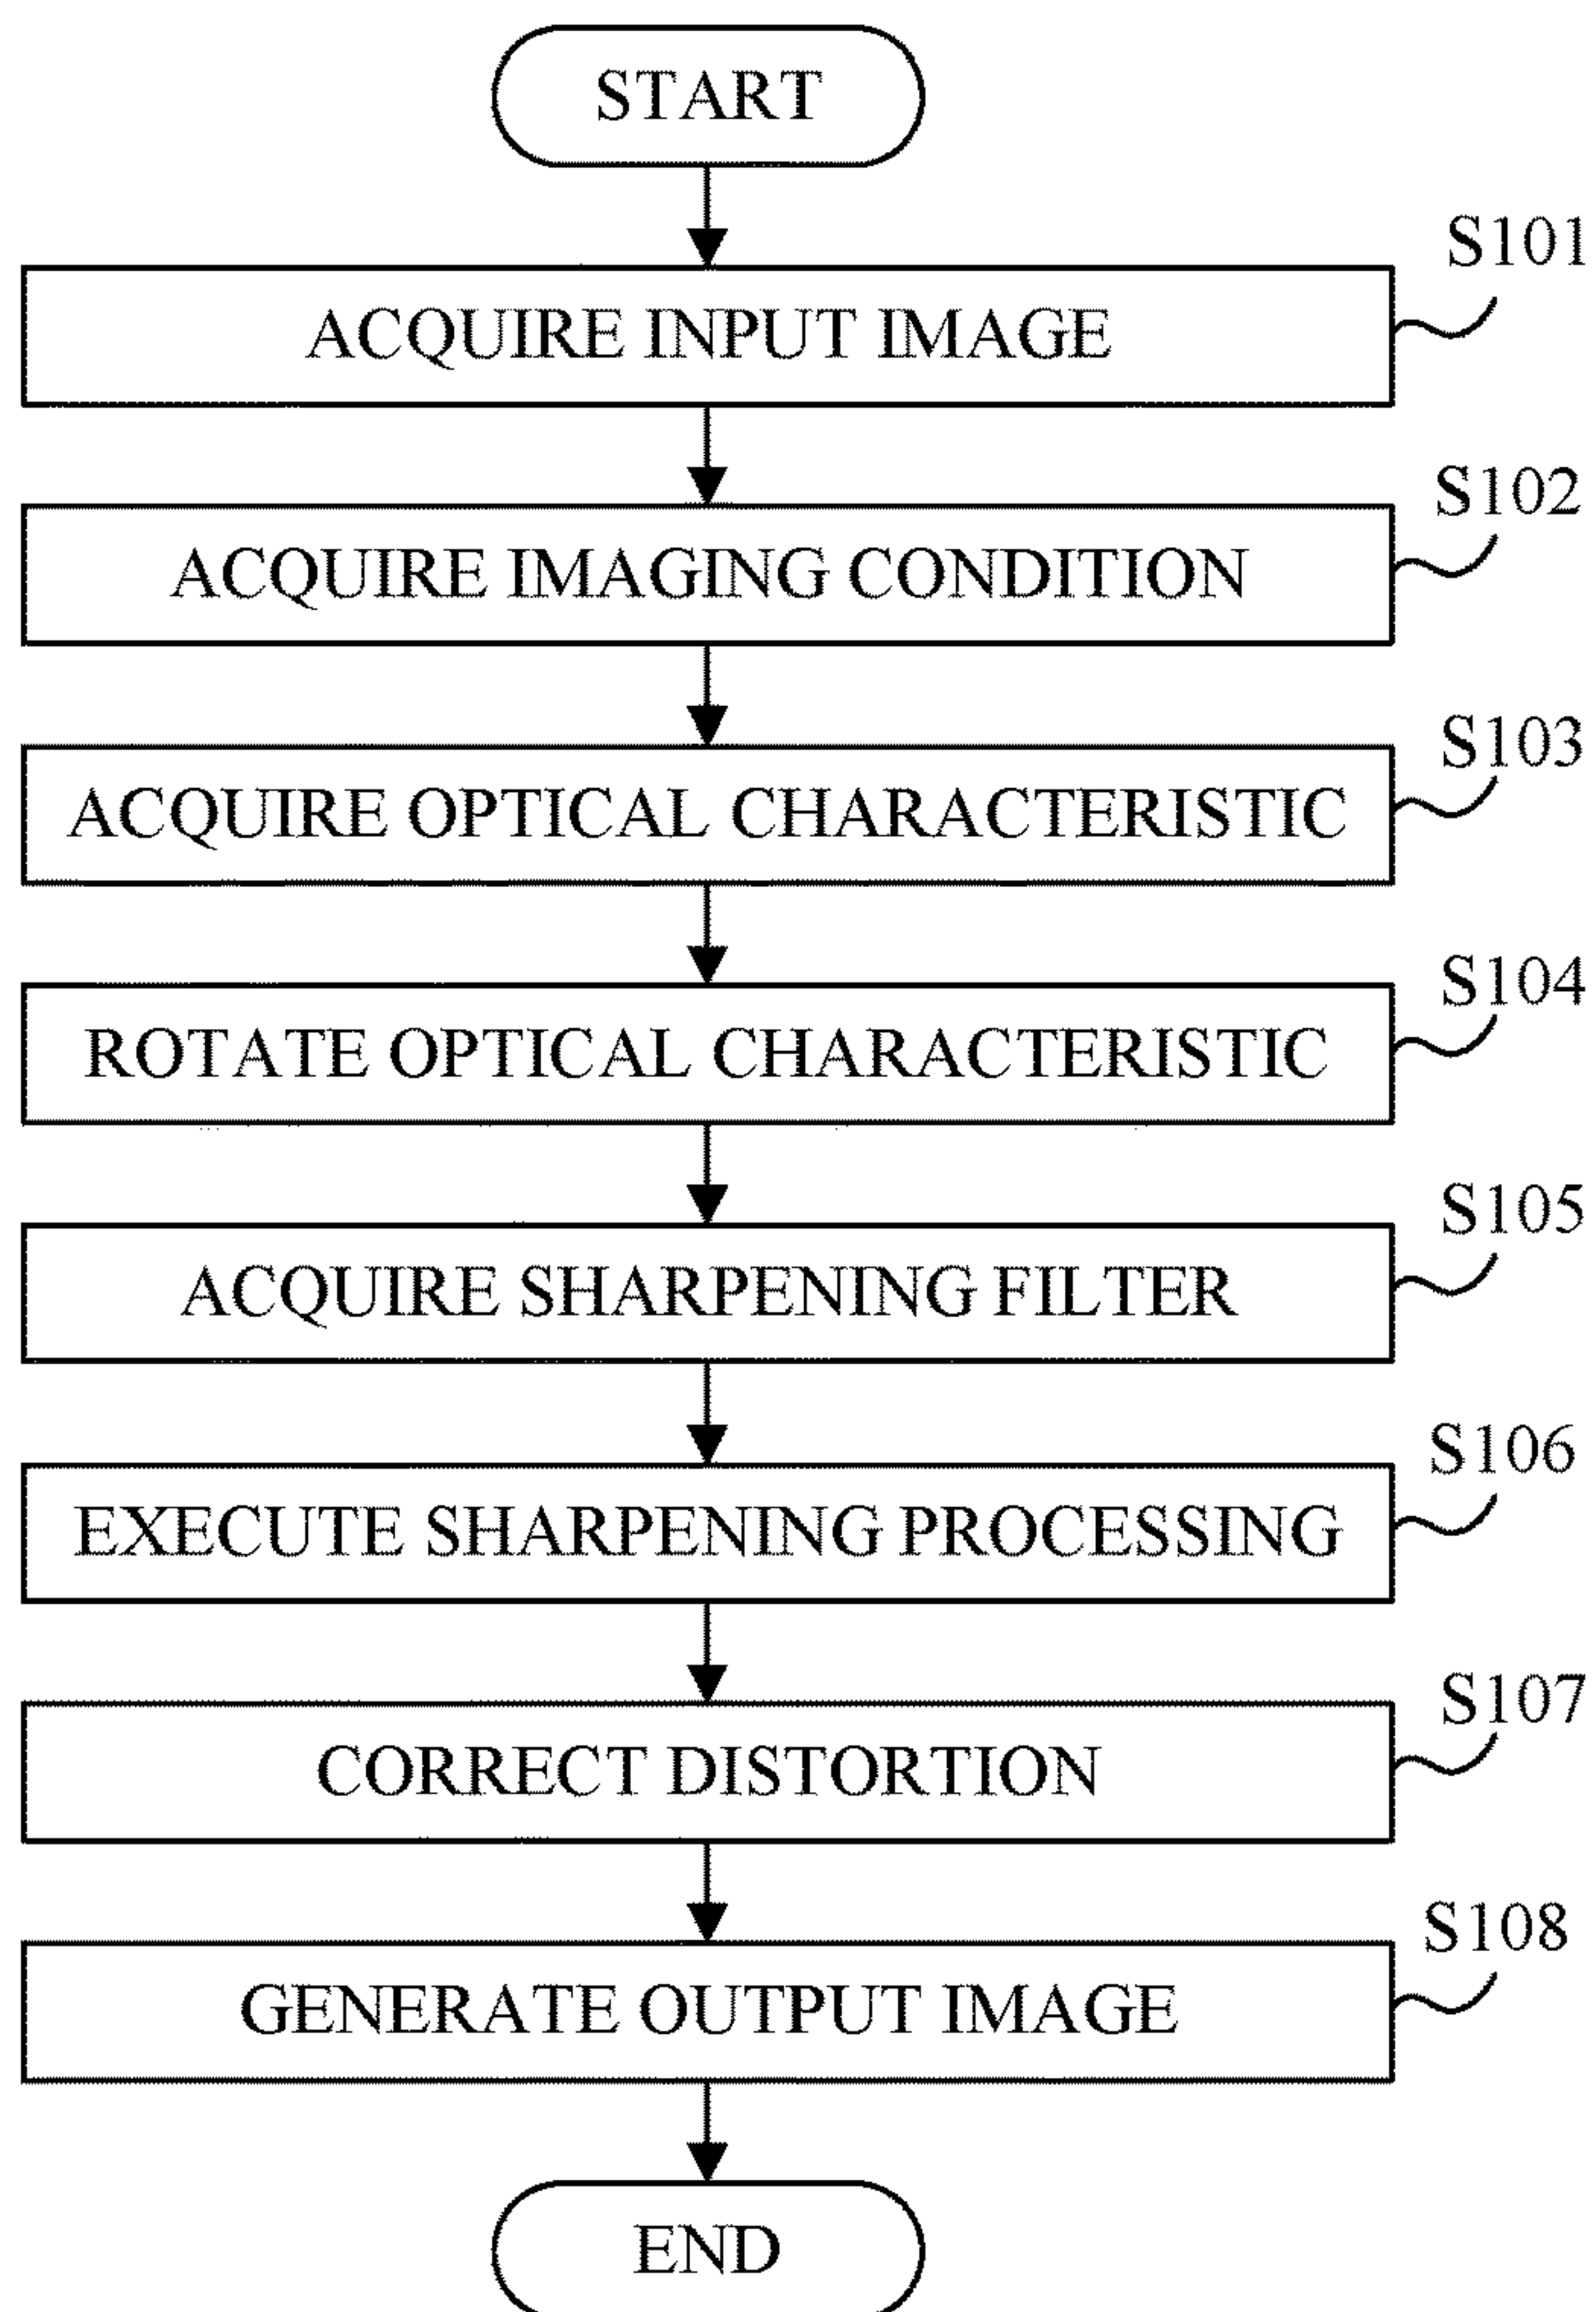 START
S101
ACQUIRE INPUT IMAGE
S102
ACQUIRE IMAGING CONDITION
S103
ACQUIRE OPTICAL CHARACTERISTIC
S104
ROTATE OPTICAL CHARACTERISTIC
S105
ACQUIRE SHARPENING FILTER
S106
EXECUTE SHARPENING PROCESSING
S107
CORRECT DISTORTION
S108
GENERATE OUTPUT IMAGE
END